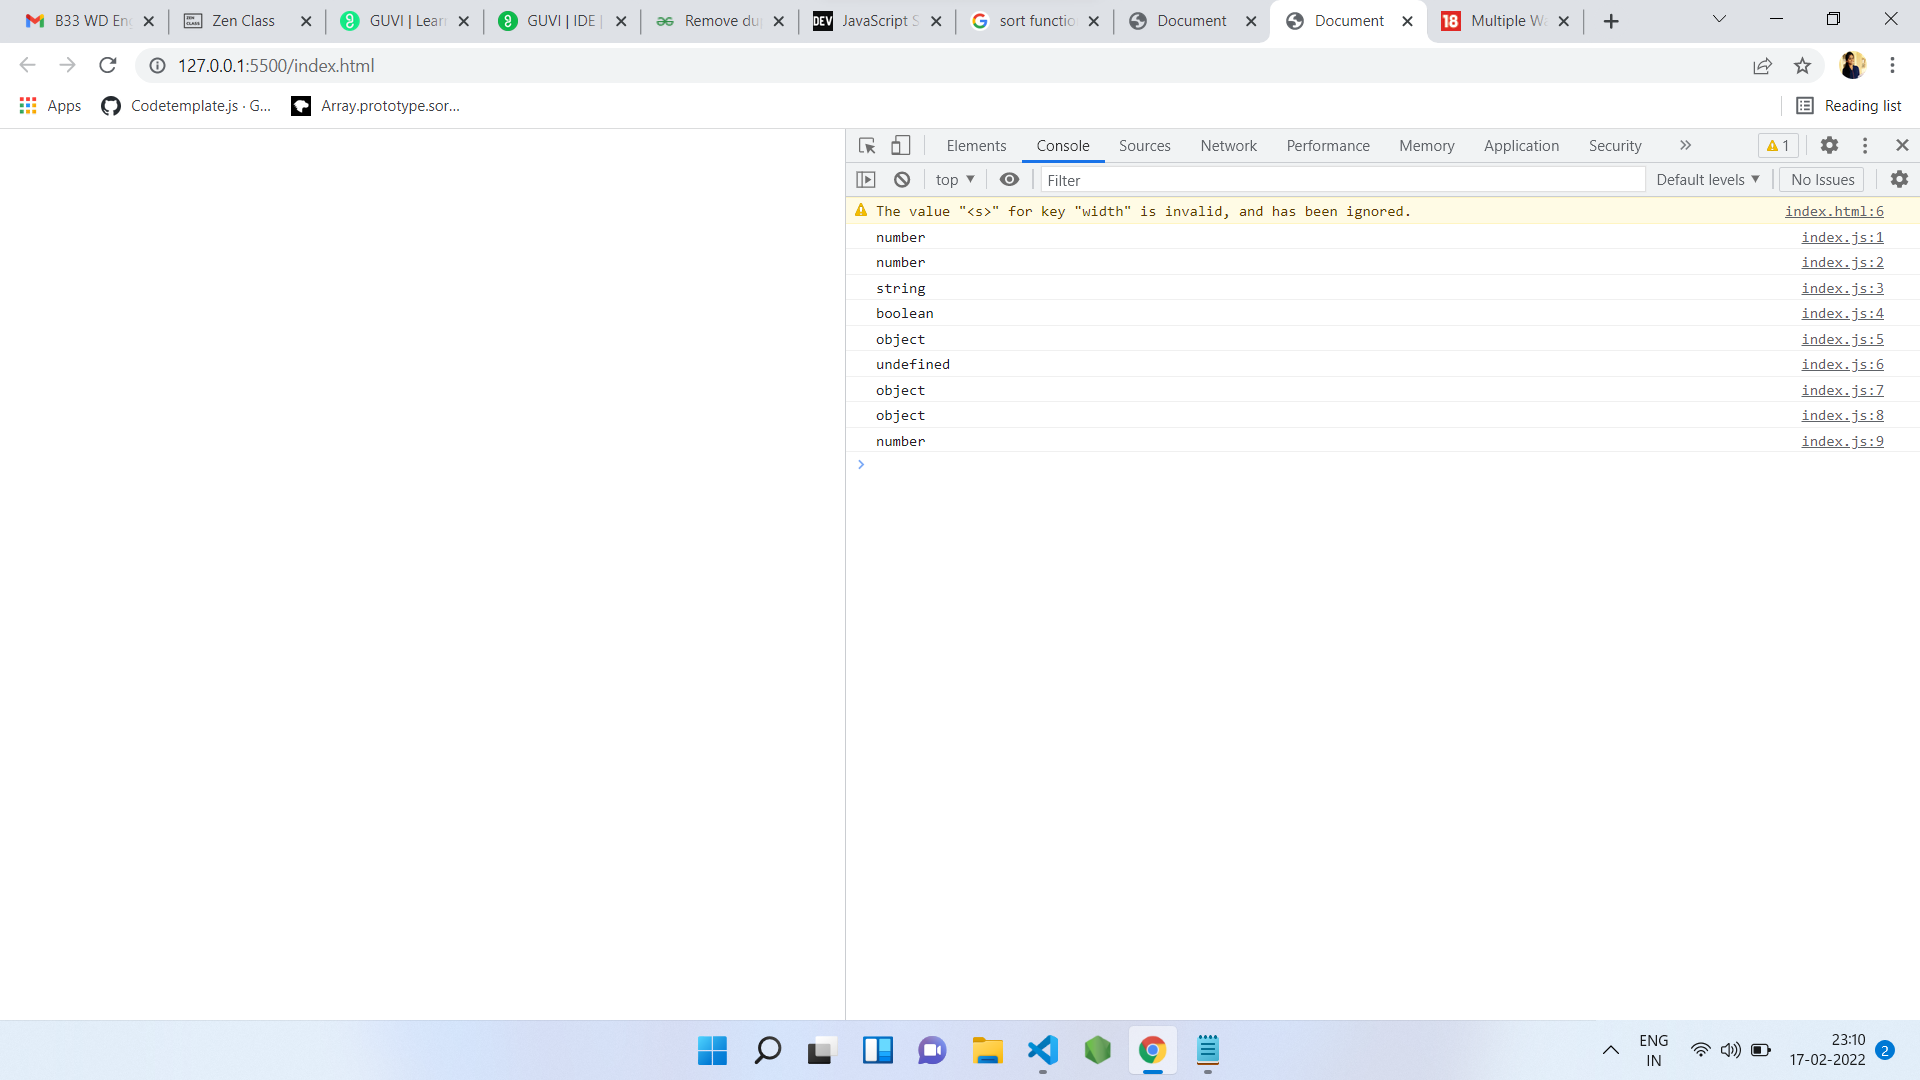 B33 WD En
Zen Class
GUVI | Lear
GUVI | IDE |
Remove du
DEV JavaScript S
sort functio
Document
Document
18 Multiple W
127.0.0.1:5500/index.html
Apps
Codetemplate.js · G...
Array.prototype.sor...
Reading list
Elements Console Sources Network Performance Memory Application Security 1
top Filter Default levels No Issues
The value "<s>" for key "width" is invalid, and has been ignored. index.html:6
number index.js:1
number index.js:2
string index.js:3
boolean index.js:4
object index.js:5
undefined index.js:6
object index.js:7
object index.js:8
number index.js:9
ENG
IN
23:10
17-02-2022
2